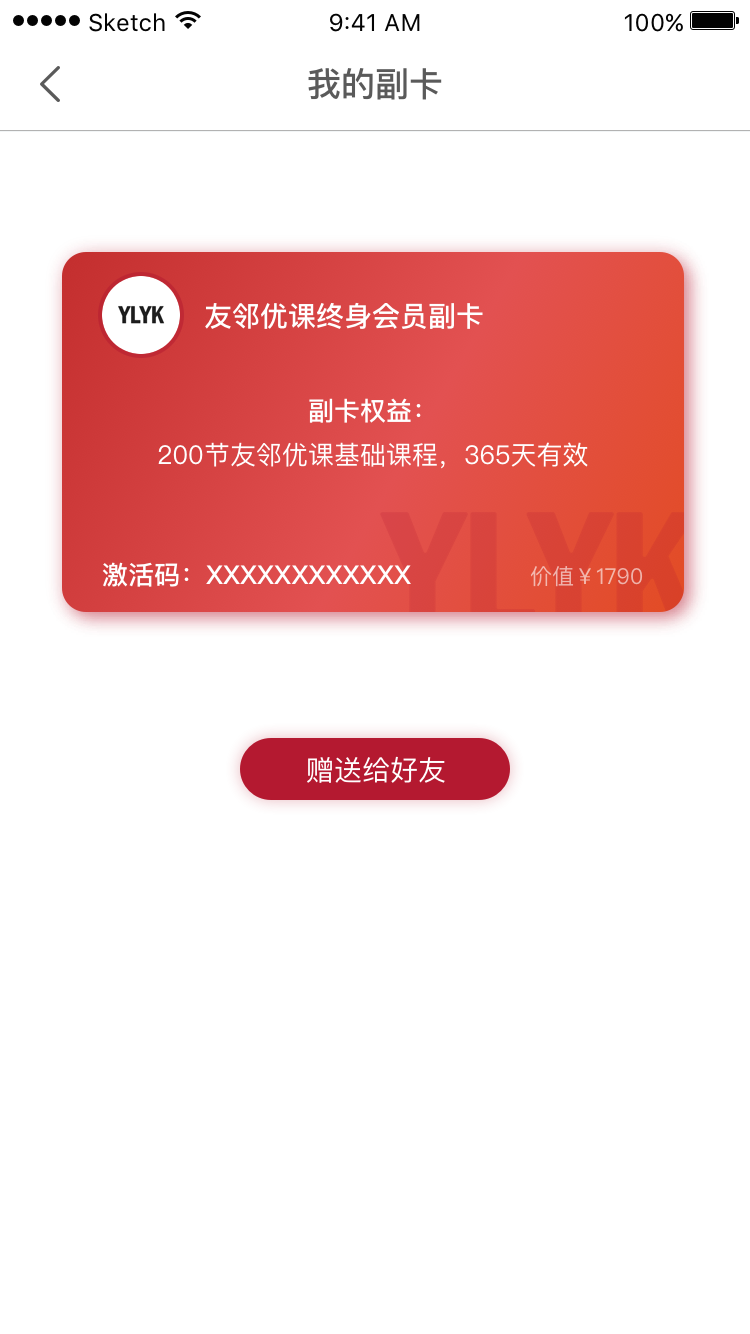 ●●●●● Sketch 9:41 AM 100%
我的副卡
YLYK 友邻优课终身会员副卡
副卡权益：
200节友邻优课基础课程，365天有效
YLYK
激活码：XXXXXXXXXXXX 价值￥1790
赠送给好友